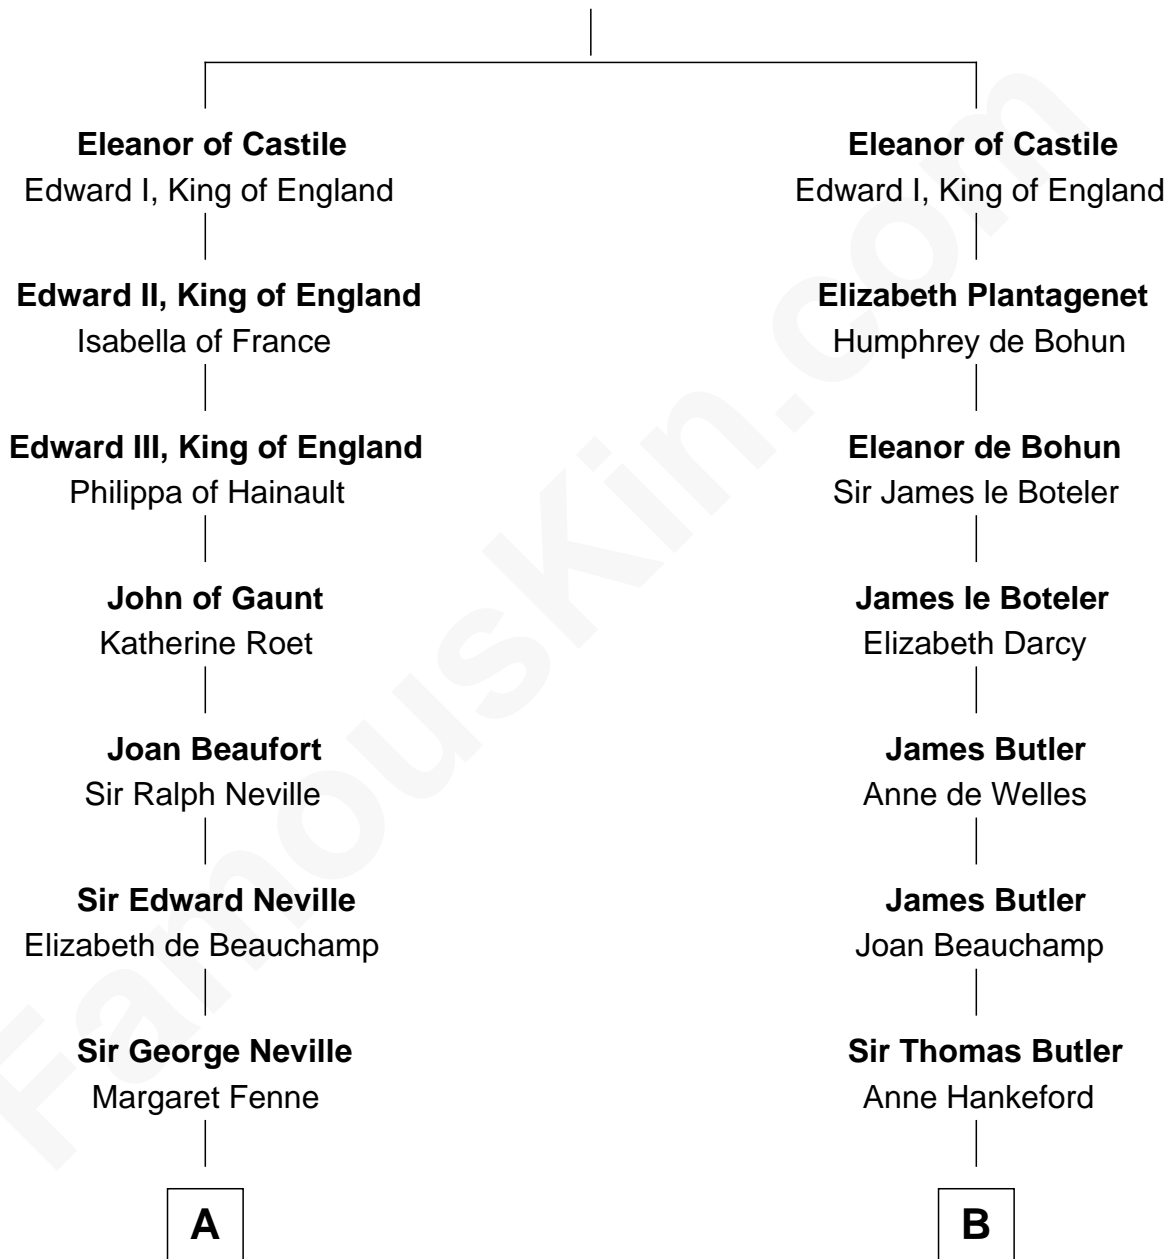 Eleanor of Castile
Edward I, King of England
Edward II, King of England
Isabella of France
Edward III, King of England
Philippa of Hainault
John of Gaunt
Katherine Roet
Joan Beaufort
Sir Ralph Neville
Sir Edward Neville
Elizabeth de Beauchamp
Sir George Neville
Margaret Fenne
A
Eleanor of Castile
Edward I, King of England
Elizabeth Plantagenet
Humphrey de Bohun
Eleanor de Bohun
Sir James le Boteler
James le Boteler
Elizabeth Darcy
James Butler
Anne de Welles
James Butler
Joan Beauchamp
Sir Thomas Butler
Anne Hankeford
B
FamousKin.com